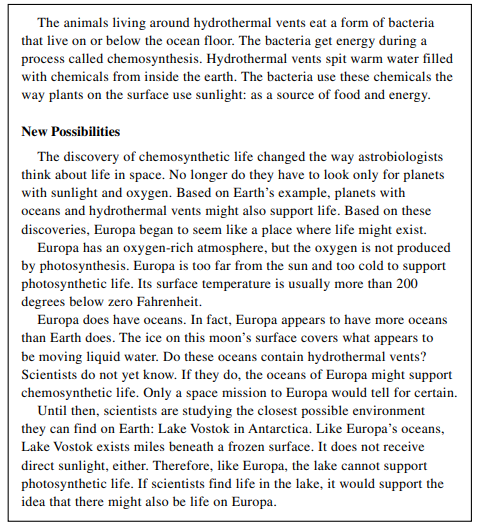 The animals living around hydrothermal vents eat a form of bacteria
that live on or below the ocean floor. The bacteria get energy during a
process called chemosynthesis. Hydrothermal vents spit warm water filled
with chemicals from inside the earth. The bacteria use these chemicals the
way plants on the surface use sunlight: as a source of food and energy.
New Possibilities
The discovery of chemosynthetic life changed the way astrobiologists
think about life in space. No longer do they have to look only for planets
with sunlight and oxygen. Based on Earth's example, planets with
oceans and hydrothermal vents might also support life. Based on these
discoveries, Europa began to seem like a place where life might exist.
Europa has an oxygen-rich atmosphere, but the oxygen is not produced
by photosynthesis. Europa is too far from the sun and too cold to support
photosynthetic life. Its surface temperature is usually more than 200
degrees below zero Fahrenheit.
Europa does have oceans. In fact, Europa appears to have more oceans
than Earth does. The ice on this moon's surface covers what appears to
be moving liquid water. Do these oceans contain hydrothermal vents?
Scientists do not yet know. If they do, the oceans of Europa might support
chemosynthetic life. Only a space mission to Europa would tell for certain.
Until then, scientists are studying the closest possible environment
they can find on Earth: Lake Vostok in Antarctica. Like Europa's oceans,
Lake Vostok exists miles beneath a frozen surface. It does not receive
direct sunlight, either. Therefore, like Europa, the lake cannot support
photosynthetic life. If scientists find life in the lake, it would support the
idea that there might also be life on Europa.